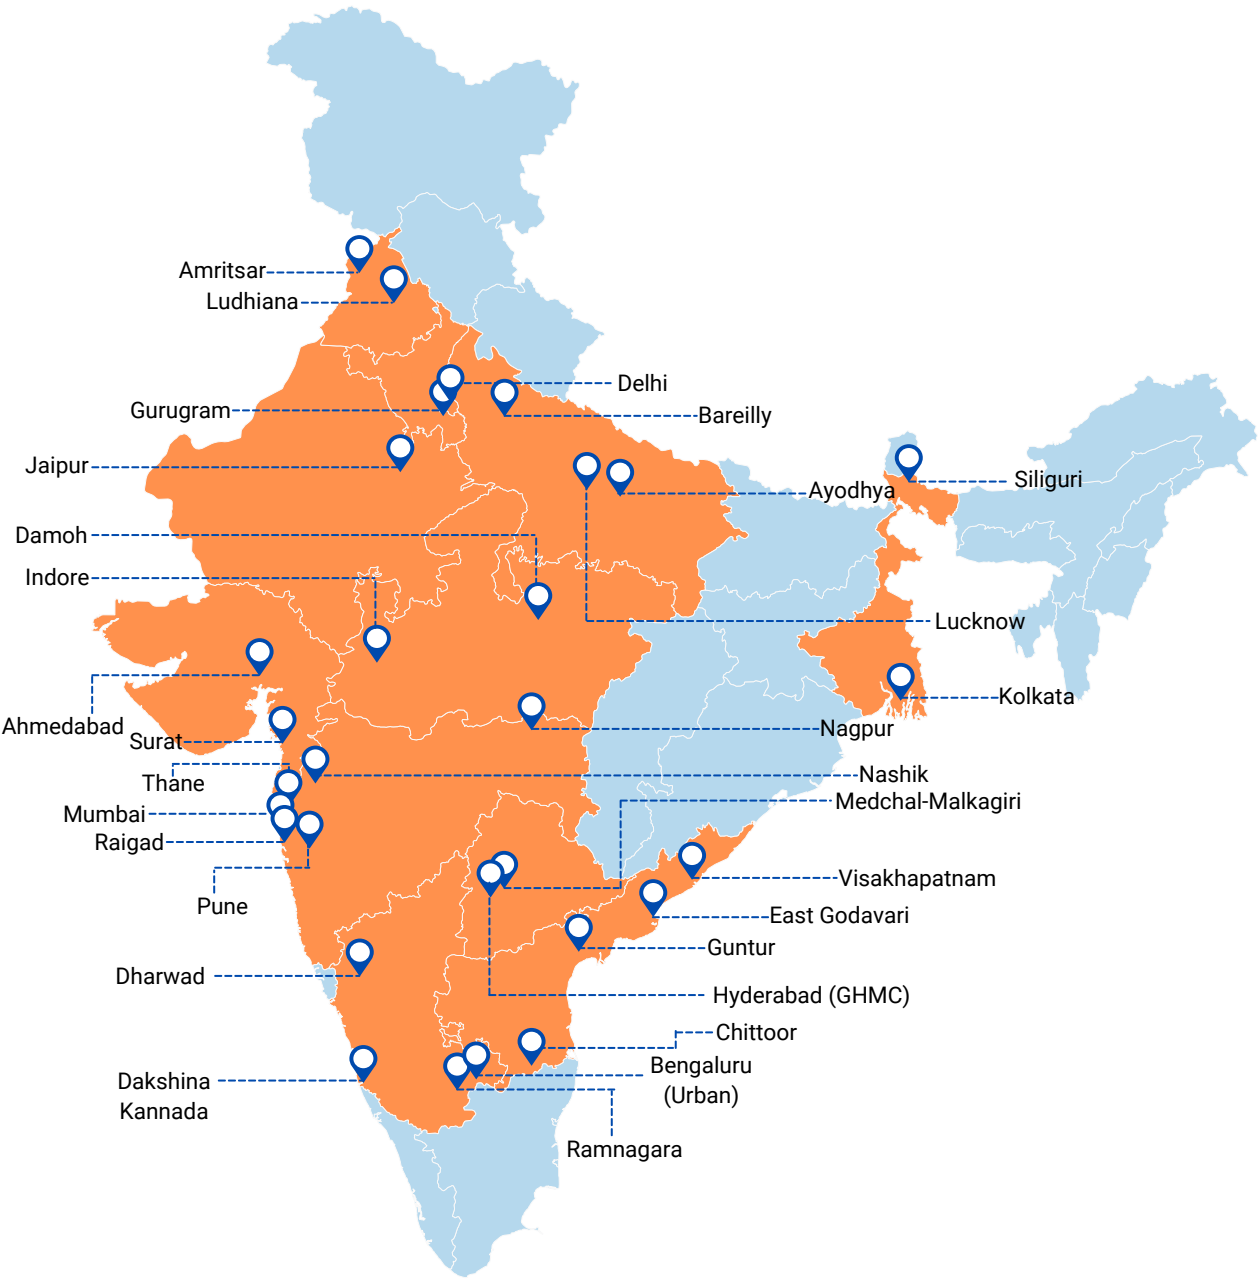 Amritsar
Ludhiana
Delhi
Gurugram
Bareilly
Jaipur
Siliguri
Ayodhya
Damoh
Indore
Lucknow
Kolkata
Ahmedabad
Nagpur
Surat
Nashik
Thane
Medchal-Malkagiri
Mumbai
Raigad
Visakhapatnam
Pune
East Godavari
Guntur
Dharwad
Hyderabad (GHMC)
Chittoor
Bengaluru
(Urban)
Dakshina
Kannada
Ramnagara